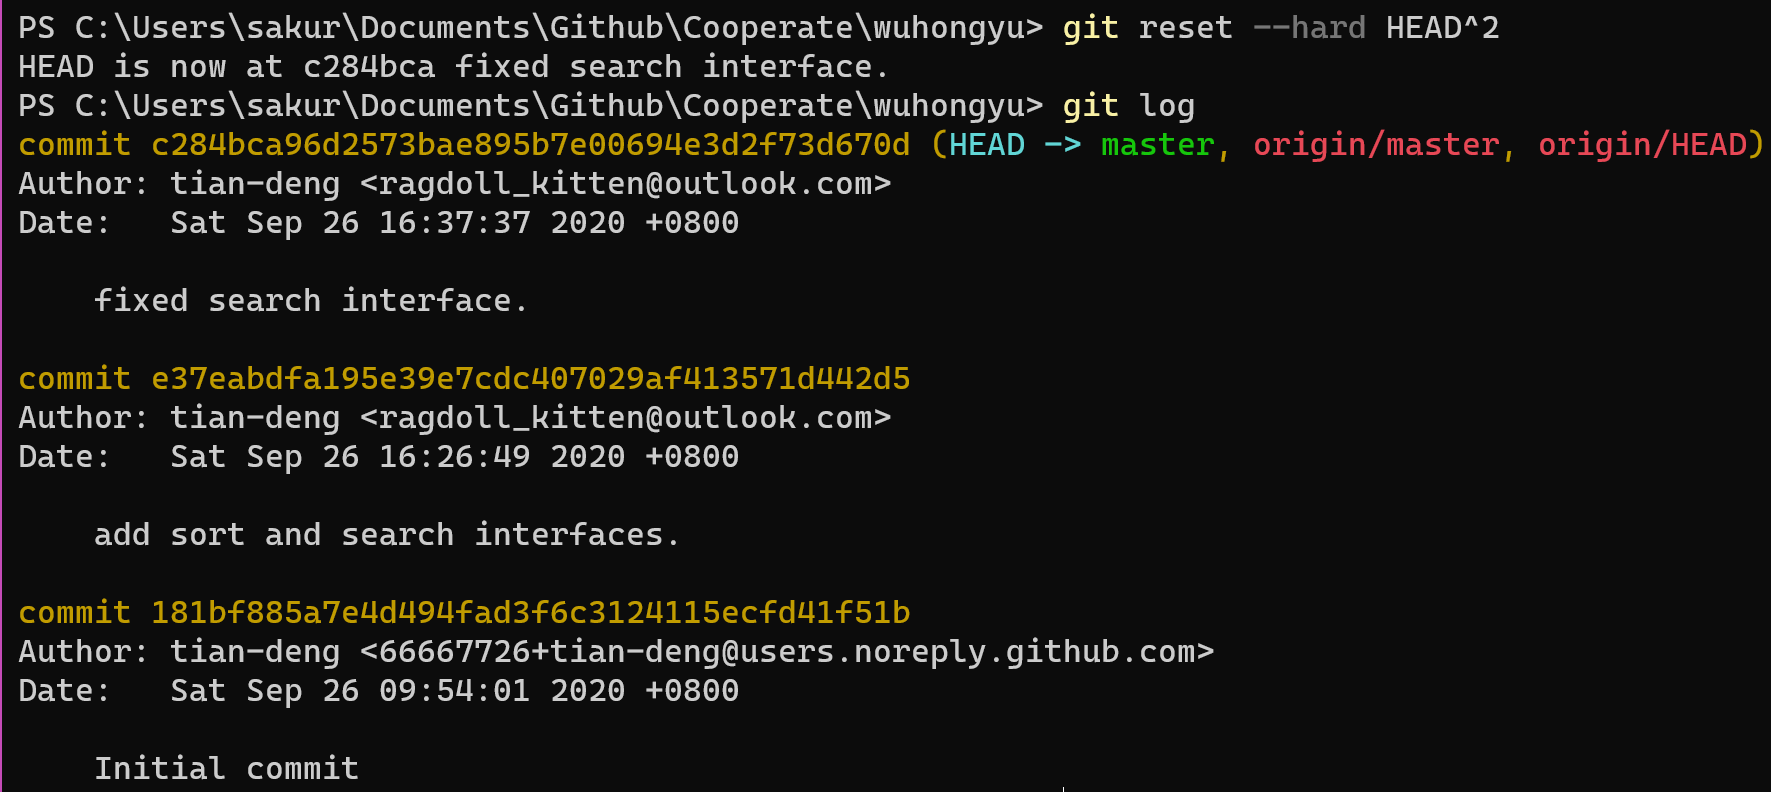 PS C:\Users\sakur\Documents\Github\Cooperate\wuhongyu> git reset --hard HEAD^2
HEAD is now at c284bca fixed search interface.
PS C:\Users\sakur\Documents\Github\Cooperate\wuhongyu> git log
commit c284bca96d2573bae895b7e00694e3d2f73d670d (HEAD -> master, origin/master, origin/HEAD)
Author: tian-deng <ragdoll_kitten@outlook.com>
Date:   Sat Sep 26 16:37:37 2020 +0800
    fixed search interface.
commit e37eabdfa195e39e7cdc407029af413571d442d5
Author: tian-deng <ragdoll_kitten@outlook.com>
Date:   Sat Sep 26 16:26:49 2020 +0800
    add sort and search interfaces.
commit 181bf885a7e4d494fad3f6c3124115ecfd41f51b
Author: tian-deng <66667726+tian-deng@users.noreply.github.com>
Date:   Sat Sep 26 09:54:01 2020 +0800
    Initial commit